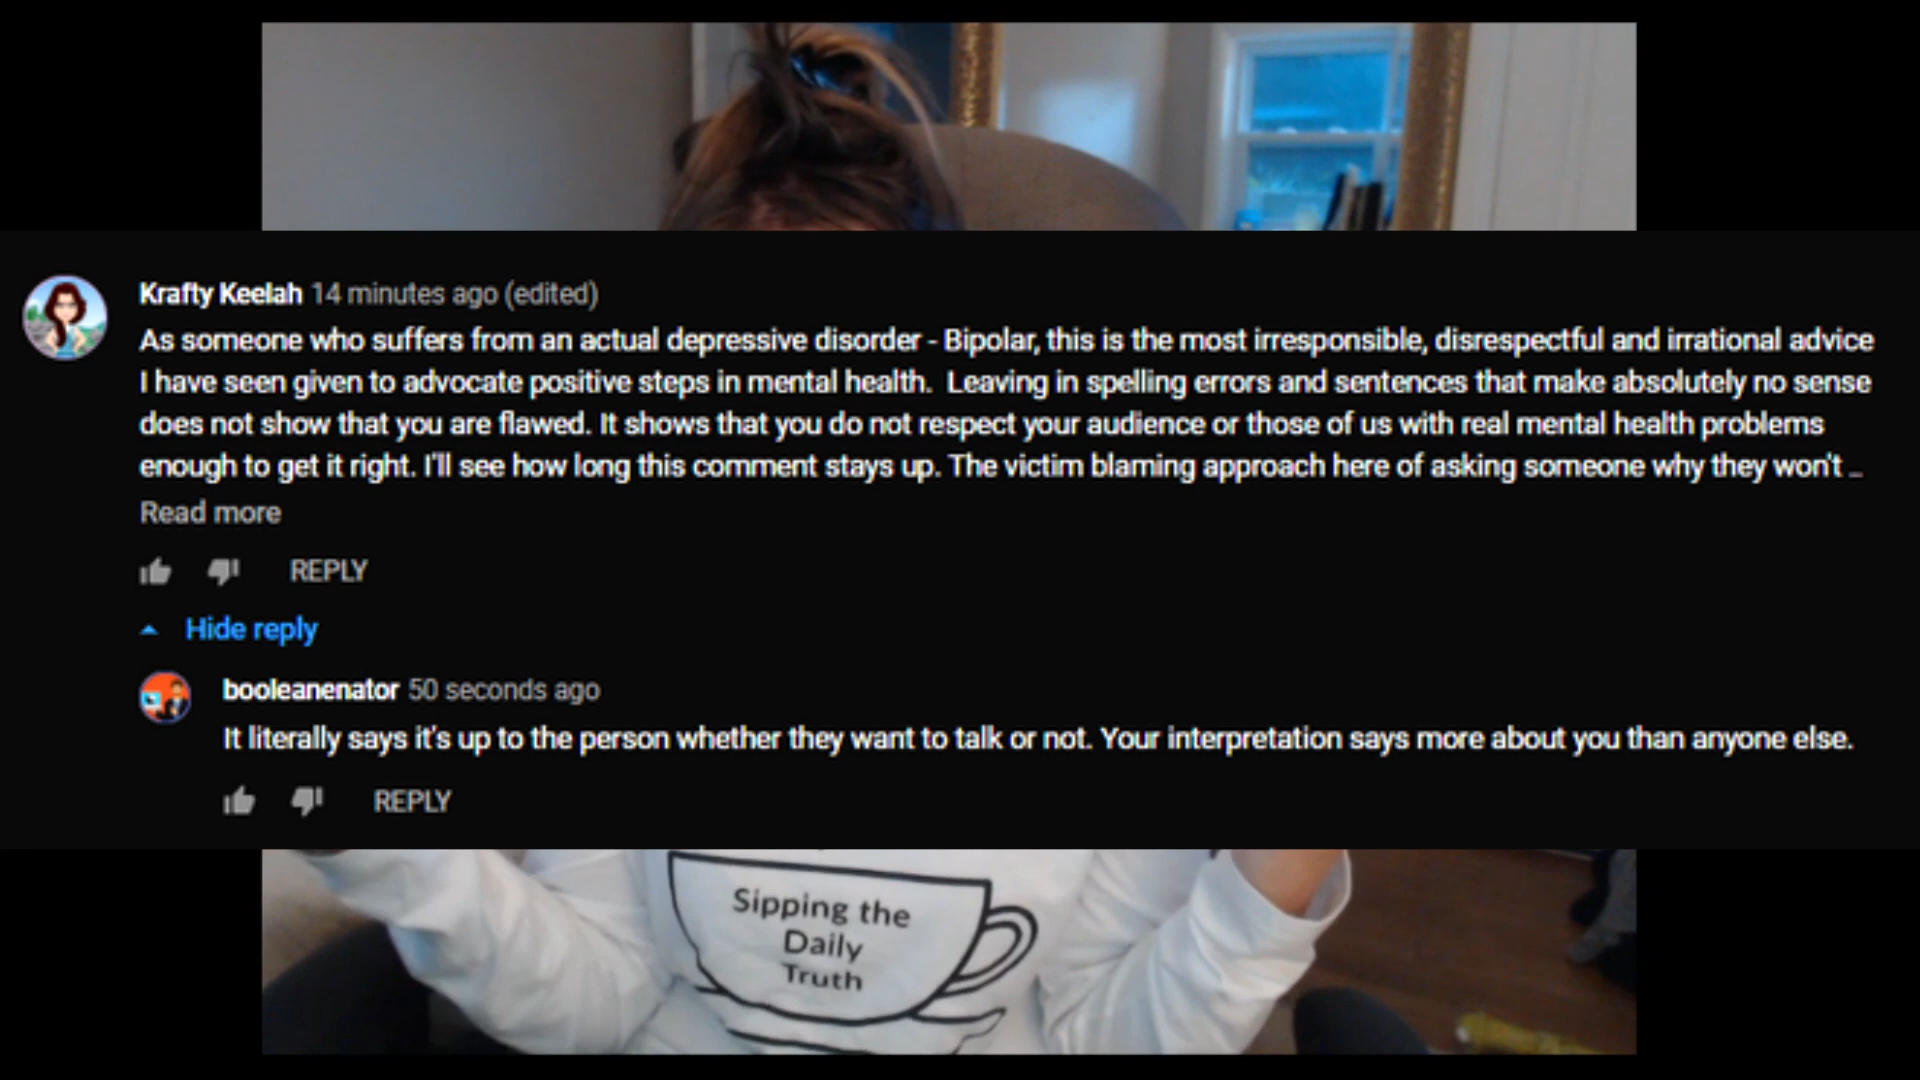 Krafty Keelah 14 minutes ago (edited)
As someone who suffers from an actual depressive disorder - Bipolar, this is the most irresponsible, disrespectful and irrational advice
I have seen given to advocate positive steps in mental health.  Leaving in spelling errors and sentences that make absolutely no sense
does not show that you are flawed. It shows that you do not respect your audience or those of us with real mental health problems
enough to get it right. I'll see how long this comment stays up. The victim blaming approach here of asking someone why they won't ...
Read more
REPLY
Hide reply
booleanenator 50 seconds ago
It literally says it's up to the person whether they want to talk or not. Your interpretation says more about you than anyone else.
REPLY
Sipping the
Daily
Truth